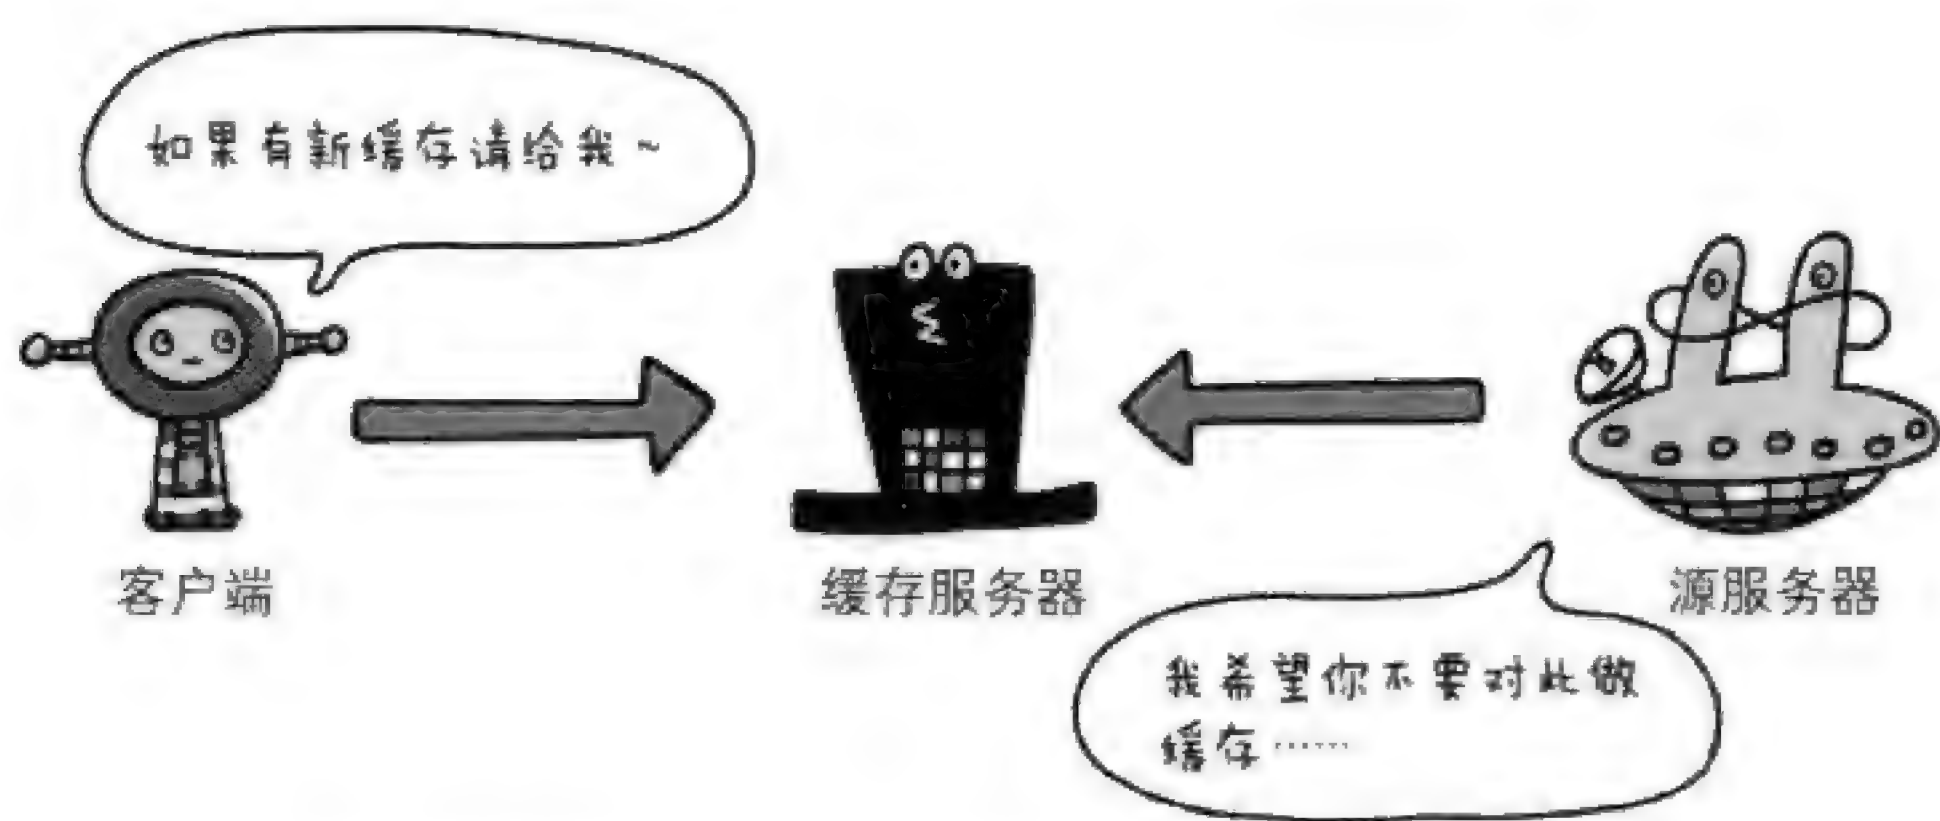 如果有新缓存请给我~
客户端
缓存服务器
源服务器
我希望你不要对此做
缓存……